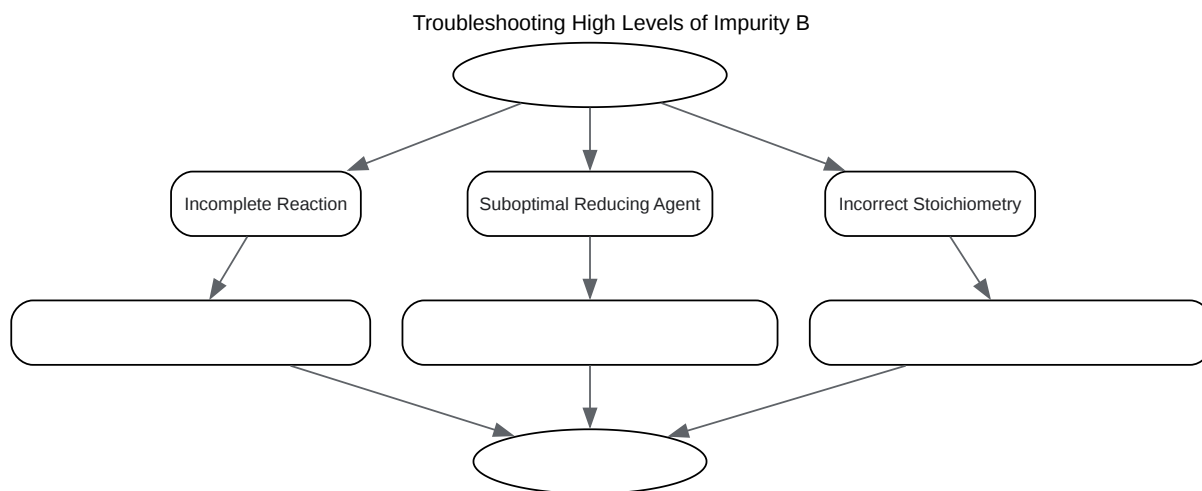 Troubleshooting High Levels of Impurity B
Incomplete Reaction
Suboptimal Reducing Agent
Incorrect Stoichiometry